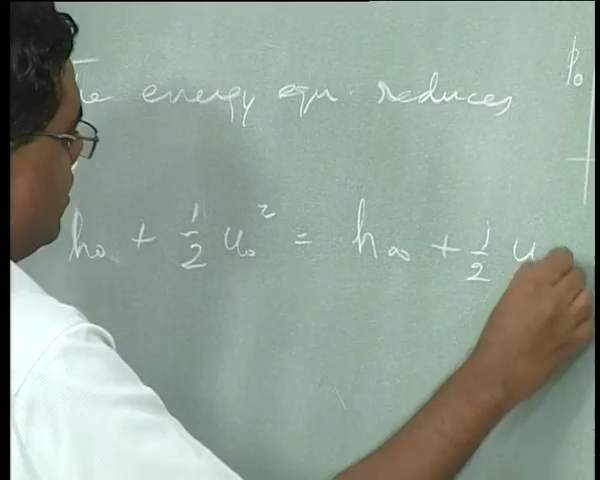 The energy eqn. reduces
p₀
h₀ + 1/2 u₀² = h∞ + 1/2 u